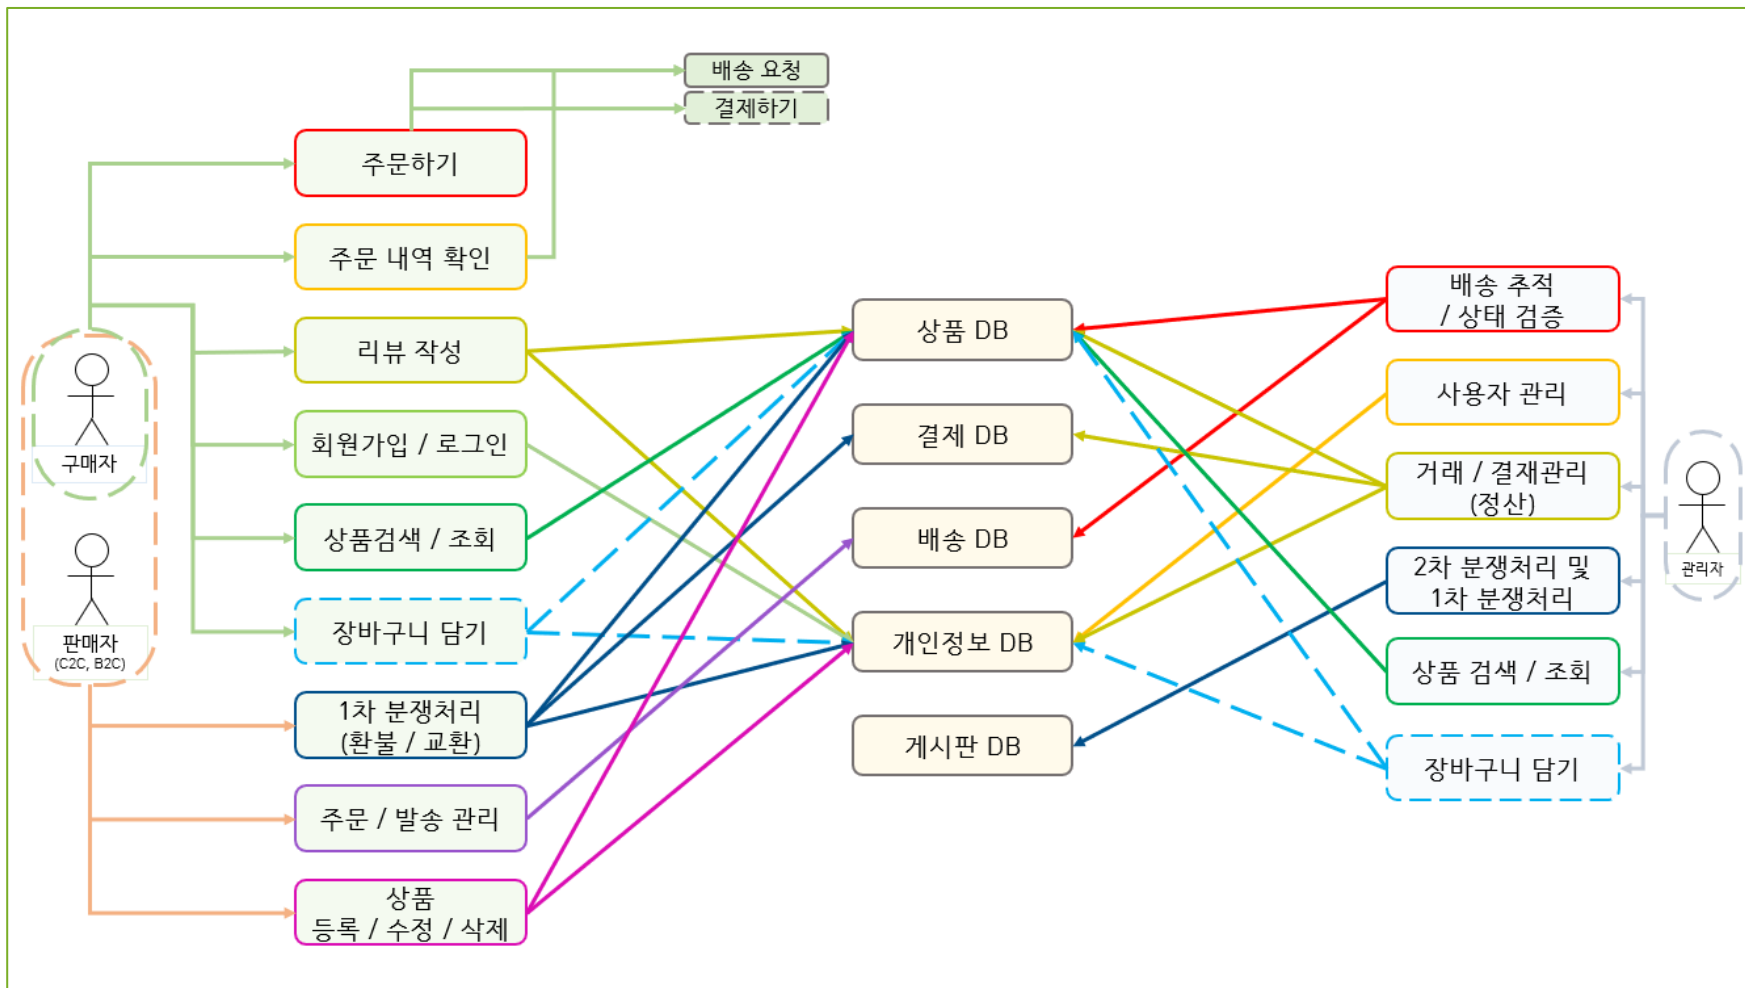 배송 요청
결제하기
주문하기
주문 내역 확인
리뷰 작성
회원가입 / 로그인
상품검색 / 조회
장바구니 담기
1차 분쟁처리
(환불 / 교환)
주문 / 발송 관리
상품
등록 / 수정 / 삭제
구매자
판매자
(C2C, B2C)
상품 DB
결제 DB
배송 DB
개인정보 DB
게시판 DB
배송 추적
/ 상태 검증
사용자 관리
거래 / 결재관리
(정산)
2차 분쟁처리 및
1차 분쟁처리
상품 검색 / 조회
장바구니 담기
관리자